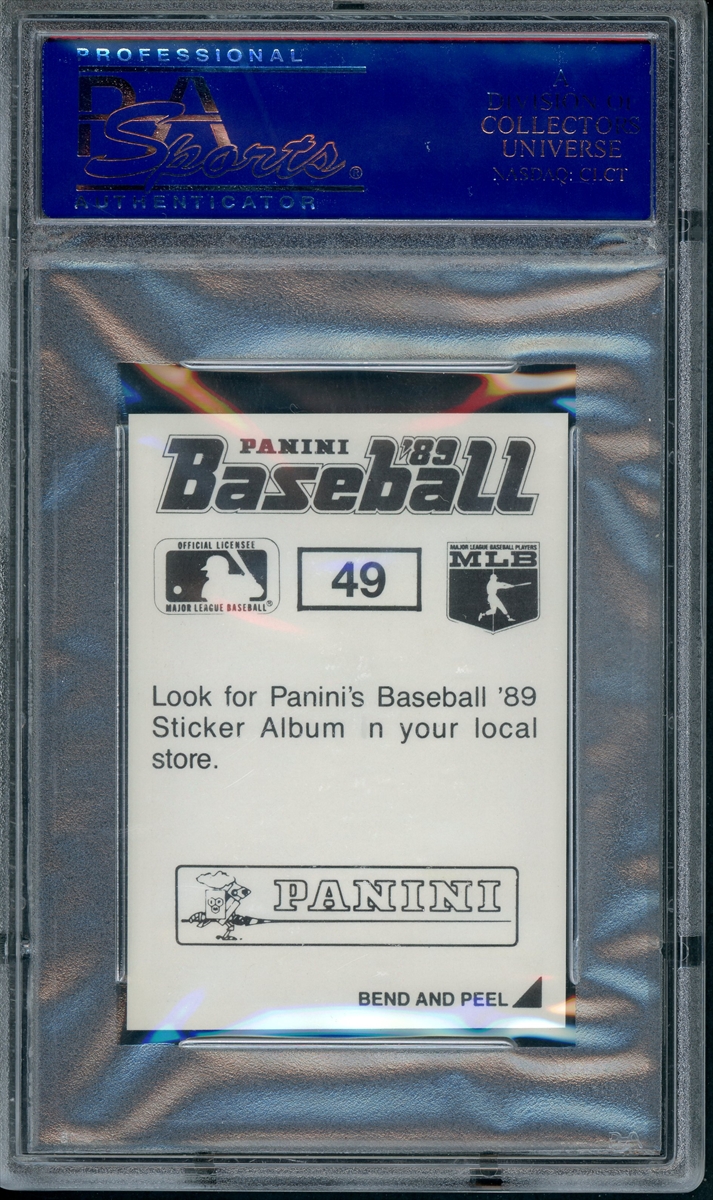 PROFESSIONAL
PSA
Sports®
AUTHENTICATOR
A
DIVISION OF
COLLECTORS
UNIVERSE
NASDAQ: CLCT
PANINI '89
Baseball
OFFICIAL LICENSEE
MAJOR LEAGUE BASEBALL®
49
MAJOR LEAGUE BASEBALL PLAYERS
MLB
Look for Panini's Baseball '89
Sticker Album n your local
store.
PANINI
BEND AND PEEL
PSA